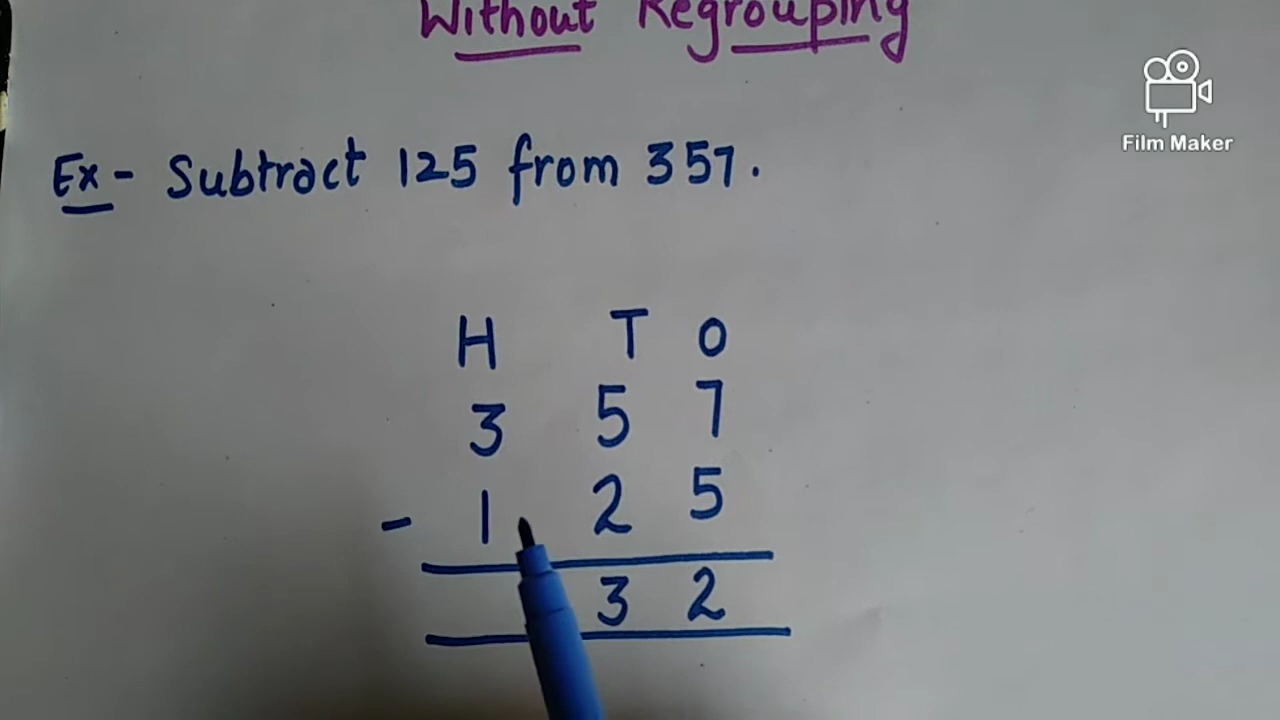 Without Regrouping
Film Maker
Ex- Subtract 125 from 357.
H T O
3 5 7
- 1 2 5
3 2